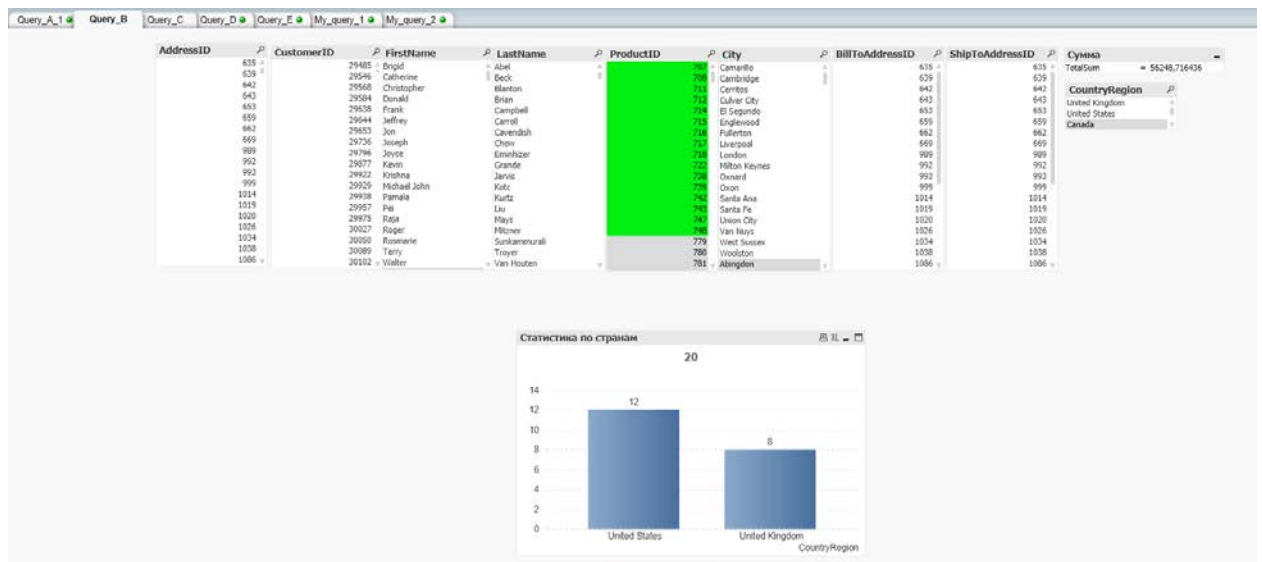 Query_A_1 Query_B Query_C Query_D Query_E My_query_1 My_query_2
AddressID CustomerID FirstName LastName ProductID City BillToAddressID ShipToAddressID Сумма
635 29485 Brigid Abel 707 Camarillo 635 635 TotalSum = 56248,716436
639 29546 Catherine Beck 708 Cambridge 639 639
642 29568 Christopher Blanton 711 Cerritos 642 642 CountryRegion
643 29584 Donald Brian 712 Culver City 643 643 United Kingdom
653 29638 Frank Campbell 714 El Segundo 653 653 United States
659 29644 Jeffrey Carroll 715 Englewood 659 659 Canada
662 29653 Jon Cavendish 716 Fullerton 662 662
669 29736 Joseph Chow 717 Liverpool 669 669
989 29796 Joyce Eminhizer 718 London 989 989
992 29877 Kevin Grande 722 Milton Keynes 992 992
993 29922 Krishna Jarvis 738 Oxnard 993 993
999 29929 Michael John Kotc 739 Oxon 999 999
1014 29938 Pamala Kurtz 742 Santa Ana 1014 1014
1019 29957 Pei Liu 743 Santa Fe 1019 1019
1020 29975 Raja Mays 747 Union City 1020 1020
1026 30027 Roger Mitzner 748 Van Nuys 1026 1026
1034 30050 Rosmarie Sunkammurali 779 West Sussex 1034 1034
1038 30089 Terry Troyer 780 Woolston 1038 1038
1086 30102 Walter Van Houten 781 Abingdon 1086 1086
Статистика по странам XL
20
14
12
12
10
8
8
6
4
2
0
United States United Kingdom
CountryRegion